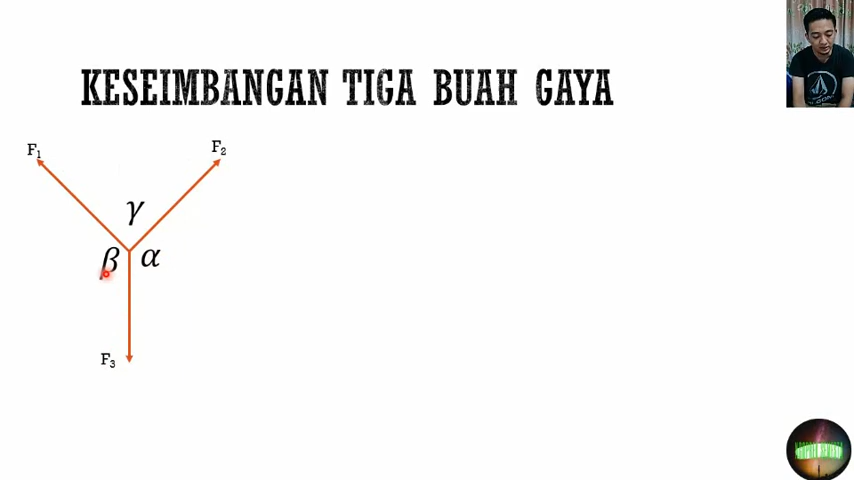 KESEIMBANGAN TIGA BUAH GAYA
F₁
F₂
γ
β α
F₃